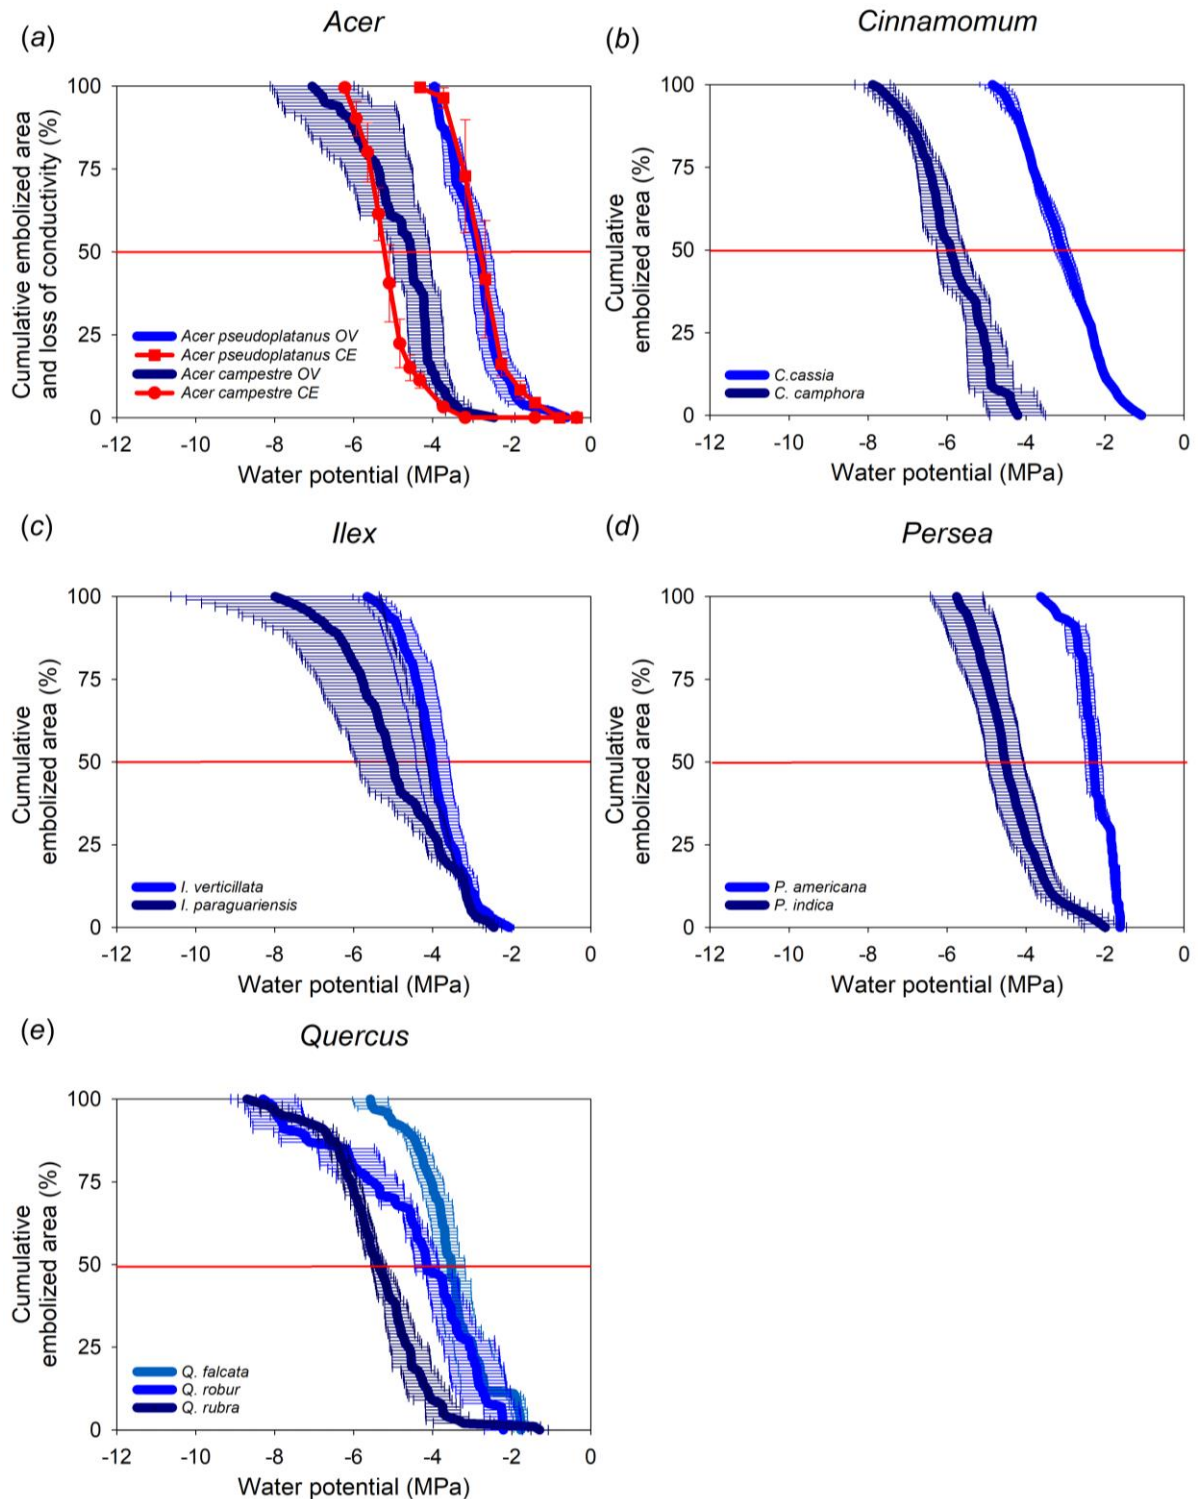 (a)
Acer
Cumulative embolized area
and loss of conductivity (%)
100
75
50
25
0
Acer pseudoplatanus OV
Acer pseudoplatanus CE
Acer campestre OV
Acer campestre CE
-12 -10 -8 -6 -4 -2 0
Water potential (MPa)
(b)
Cinnamomum
Cumulative
embolized area (%)
100
75
50
25
0
C.cassia
C. camphora
-12 -10 -8 -6 -4 -2 0
Water potential (MPa)
(c)
Ilex
Cumulative
embolized area (%)
100
75
50
25
0
I. verticillata
I. paraguariensis
-12 -10 -8 -6 -4 -2 0
Water potential (MPa)
(d)
Persea
Cumulative
embolized area (%)
100
75
50
25
0
P. americana
P. indica
-12 -10 -8 -6 -4 -2 0
Water potential (MPa)
(e)
Quercus
Cumulative
embolized area (%)
100
75
50
25
0
Q. falcata
Q. robur
Q. rubra
-12 -10 -8 -6 -4 -2 0
Water potential (MPa)